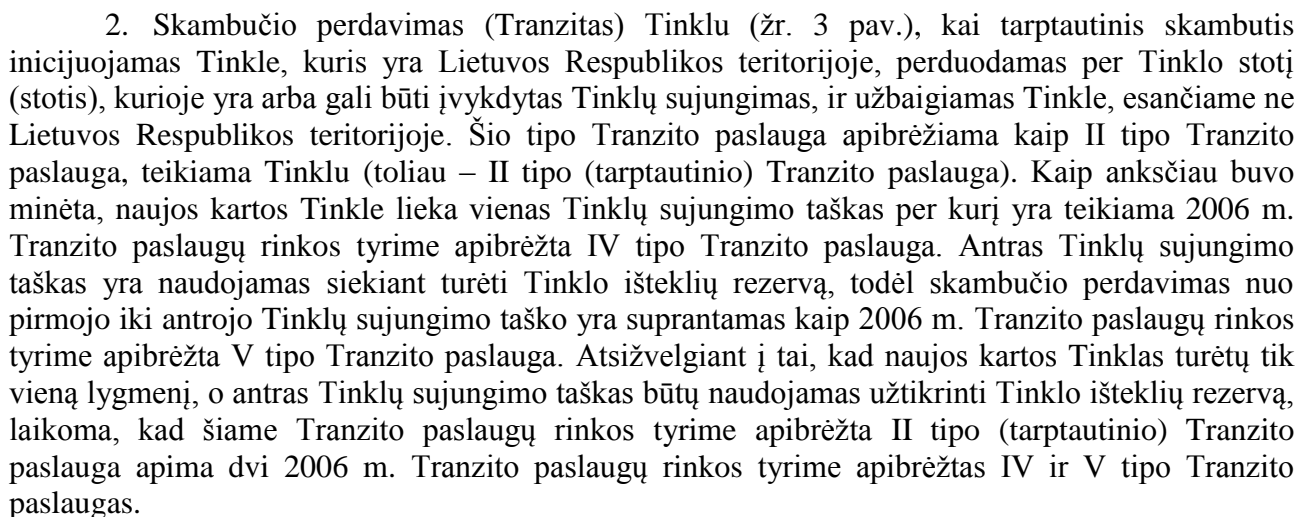 2. Skambučio perdavimas (Tranzitas) Tinklu (žr. 3 pav.), kai tarptautinis skambutis
inicijuojamas Tinkle, kuris yra Lietuvos Respublikos teritorijoje, perduodamas per Tinklo stotį
(stotis), kurioje yra arba gali būti įvykdytas Tinklų sujungimas, ir užbaigiamas Tinkle, esančiame ne
Lietuvos Respublikos teritorijoje. Šio tipo Tranzito paslauga apibrėžiama kaip II tipo Tranzito
paslauga, teikiama Tinklu (toliau – II tipo (tarptautinio) Tranzito paslauga). Kaip anksčiau buvo
minėta, naujos kartos Tinkle lieka vienas Tinklų sujungimo taškas per kurį yra teikiama 2006 m.
Tranzito paslaugų rinkos tyrime apibrėžta IV tipo Tranzito paslauga. Antras Tinklų sujungimo
taškas yra naudojamas siekiant turėti Tinklo išteklių rezervą, todėl skambučio perdavimas nuo
pirmojo iki antrojo Tinklų sujungimo taško yra suprantamas kaip 2006 m. Tranzito paslaugų rinkos
tyrime apibrėžta V tipo Tranzito paslauga. Atsižvelgiant į tai, kad naujos kartos Tinklas turėtų tik
vieną lygmenį, o antras Tinklų sujungimo taškas būtų naudojamas užtikrinti Tinklo išteklių rezervą,
laikoma, kad šiame Tranzito paslaugų rinkos tyrime apibrėžta II tipo (tarptautinio) Tranzito
paslauga apima dvi 2006 m. Tranzito paslaugų rinkos tyrime apibrėžtas IV ir V tipo Tranzito
paslaugas.